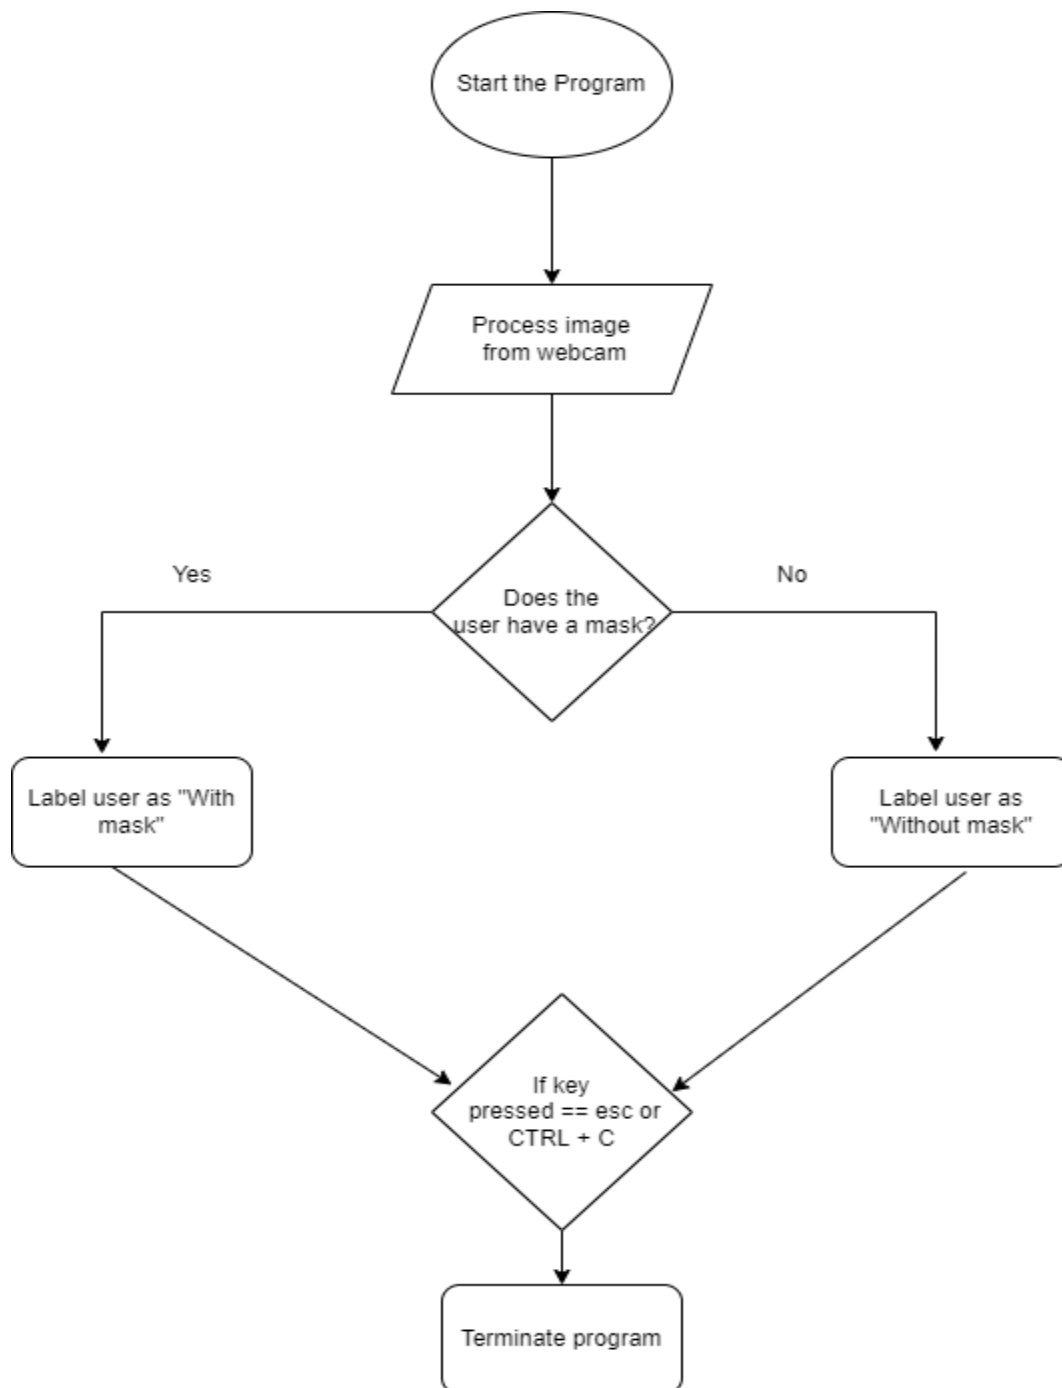 Start the Program
Process image
from webcam
Yes
No
Does the
user have a mask?
Label user as "With
mask"
Label user as
"Without mask"
If key
pressed == esc or
CTRL + C
Terminate program